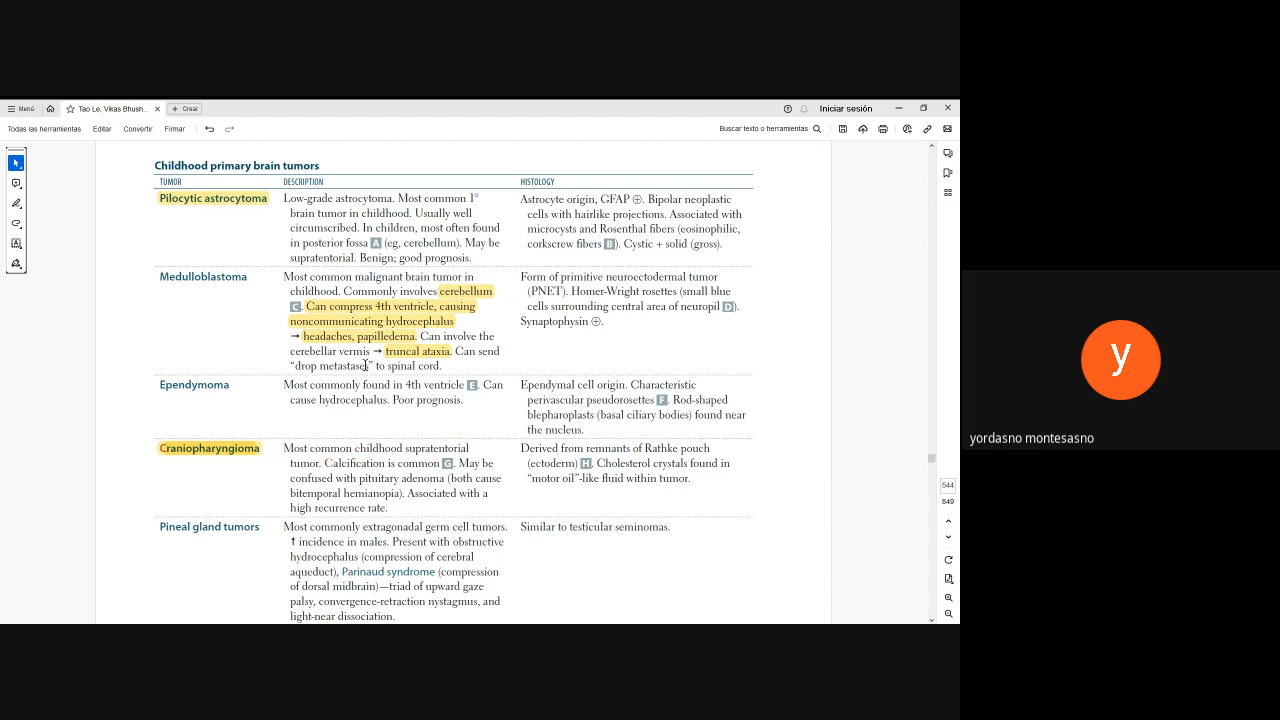 Menú
Tao Le, Vikas Bhush...
Crear
Iniciar sesión
Todas las herramientas Editar Convertir Firmar
Buscar texto o herramientas
Childhood primary brain tumors
TUMOR DESCRIPTION HISTOLOGY
Pilocytic astrocytoma
Low-grade astrocytoma. Most common 1°
brain tumor in childhood. Usually well
circumscribed. In children, most often found
in posterior fossa A (eg, cerebellum). May be
supratentorial. Benign; good prognosis.
Astrocyte origin, GFAP ⊕. Bipolar neoplastic
cells with hairlike projections. Associated with
microcysts and Rosenthal fibers (eosinophilic,
corkscrew fibers B). Cystic + solid (gross).
Medulloblastoma
Most common malignant brain tumor in
childhood. Commonly involves cerebellum
C. Can compress 4th ventricle, causing
noncommunicating hydrocephalus
→ headaches, papilledema. Can involve the
cerebellar vermis → truncal ataxia. Can send
“drop metastases” to spinal cord.
Form of primitive neuroectodermal tumor
(PNET). Homer-Wright rosettes (small blue
cells surrounding central area of neuropil D).
Synaptophysin ⊕.
Ependymoma
Most commonly found in 4th ventricle E. Can
cause hydrocephalus. Poor prognosis.
Ependymal cell origin. Characteristic
perivascular pseudorosettes F. Rod-shaped
blepharoplasts (basal ciliary bodies) found near
the nucleus.
Craniopharyngioma
Most common childhood supratentorial
tumor. Calcification is common G. May be
confused with pituitary adenoma (both cause
bitemporal hemianopia). Associated with a
high recurrence rate.
Derived from remnants of Rathke pouch
(ectoderm) H. Cholesterol crystals found in
“motor oil”-like fluid within tumor.
Pineal gland tumors
Most commonly extragonadal germ cell tumors.
↑ incidence in males. Present with obstructive
hydrocephalus (compression of cerebral
aqueduct), Parinaud syndrome (compression
of dorsal midbrain)—triad of upward gaze
palsy, convergence-retraction nystagmus, and
light-near dissociation.
Similar to testicular seminomas.
544
849
y
yordasno montesasno